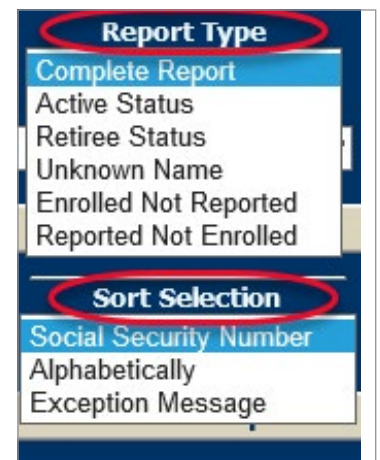 Report Type
Complete Report
Active Status
Retiree Status
Unknown Name
Enrolled Not Reported
Reported Not Enrolled
Sort Selection
Social Security Number
Alphabetically
Exception Message